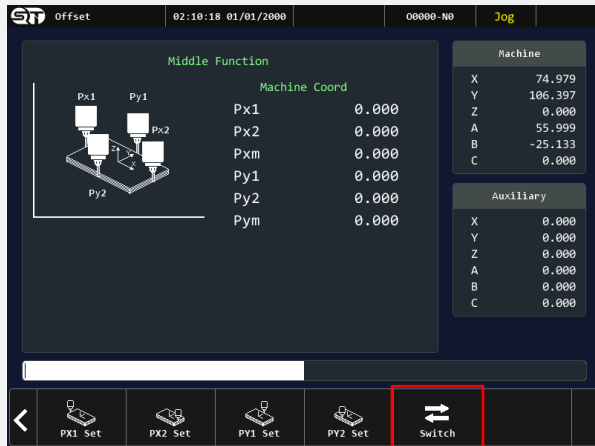 SNT Offset 02:10:18 01/01/2000 O0000-N0 Jog
Middle Function
Machine Coord
Px1 0.000
Px2 0.000
Pxm 0.000
Py1 0.000
Py2 0.000
Pym 0.000
Px1 Py1
Px2
Z
Y
X
Py2
Machine
X 74.979
Y 106.397
Z 0.000
A 55.999
B -25.133
C 0.000
Auxiliary
X 0.000
Y 0.000
Z 0.000
A 0.000
B 0.000
C 0.000
PX1 Set PX2 Set PY1 Set PY2 Set Switch